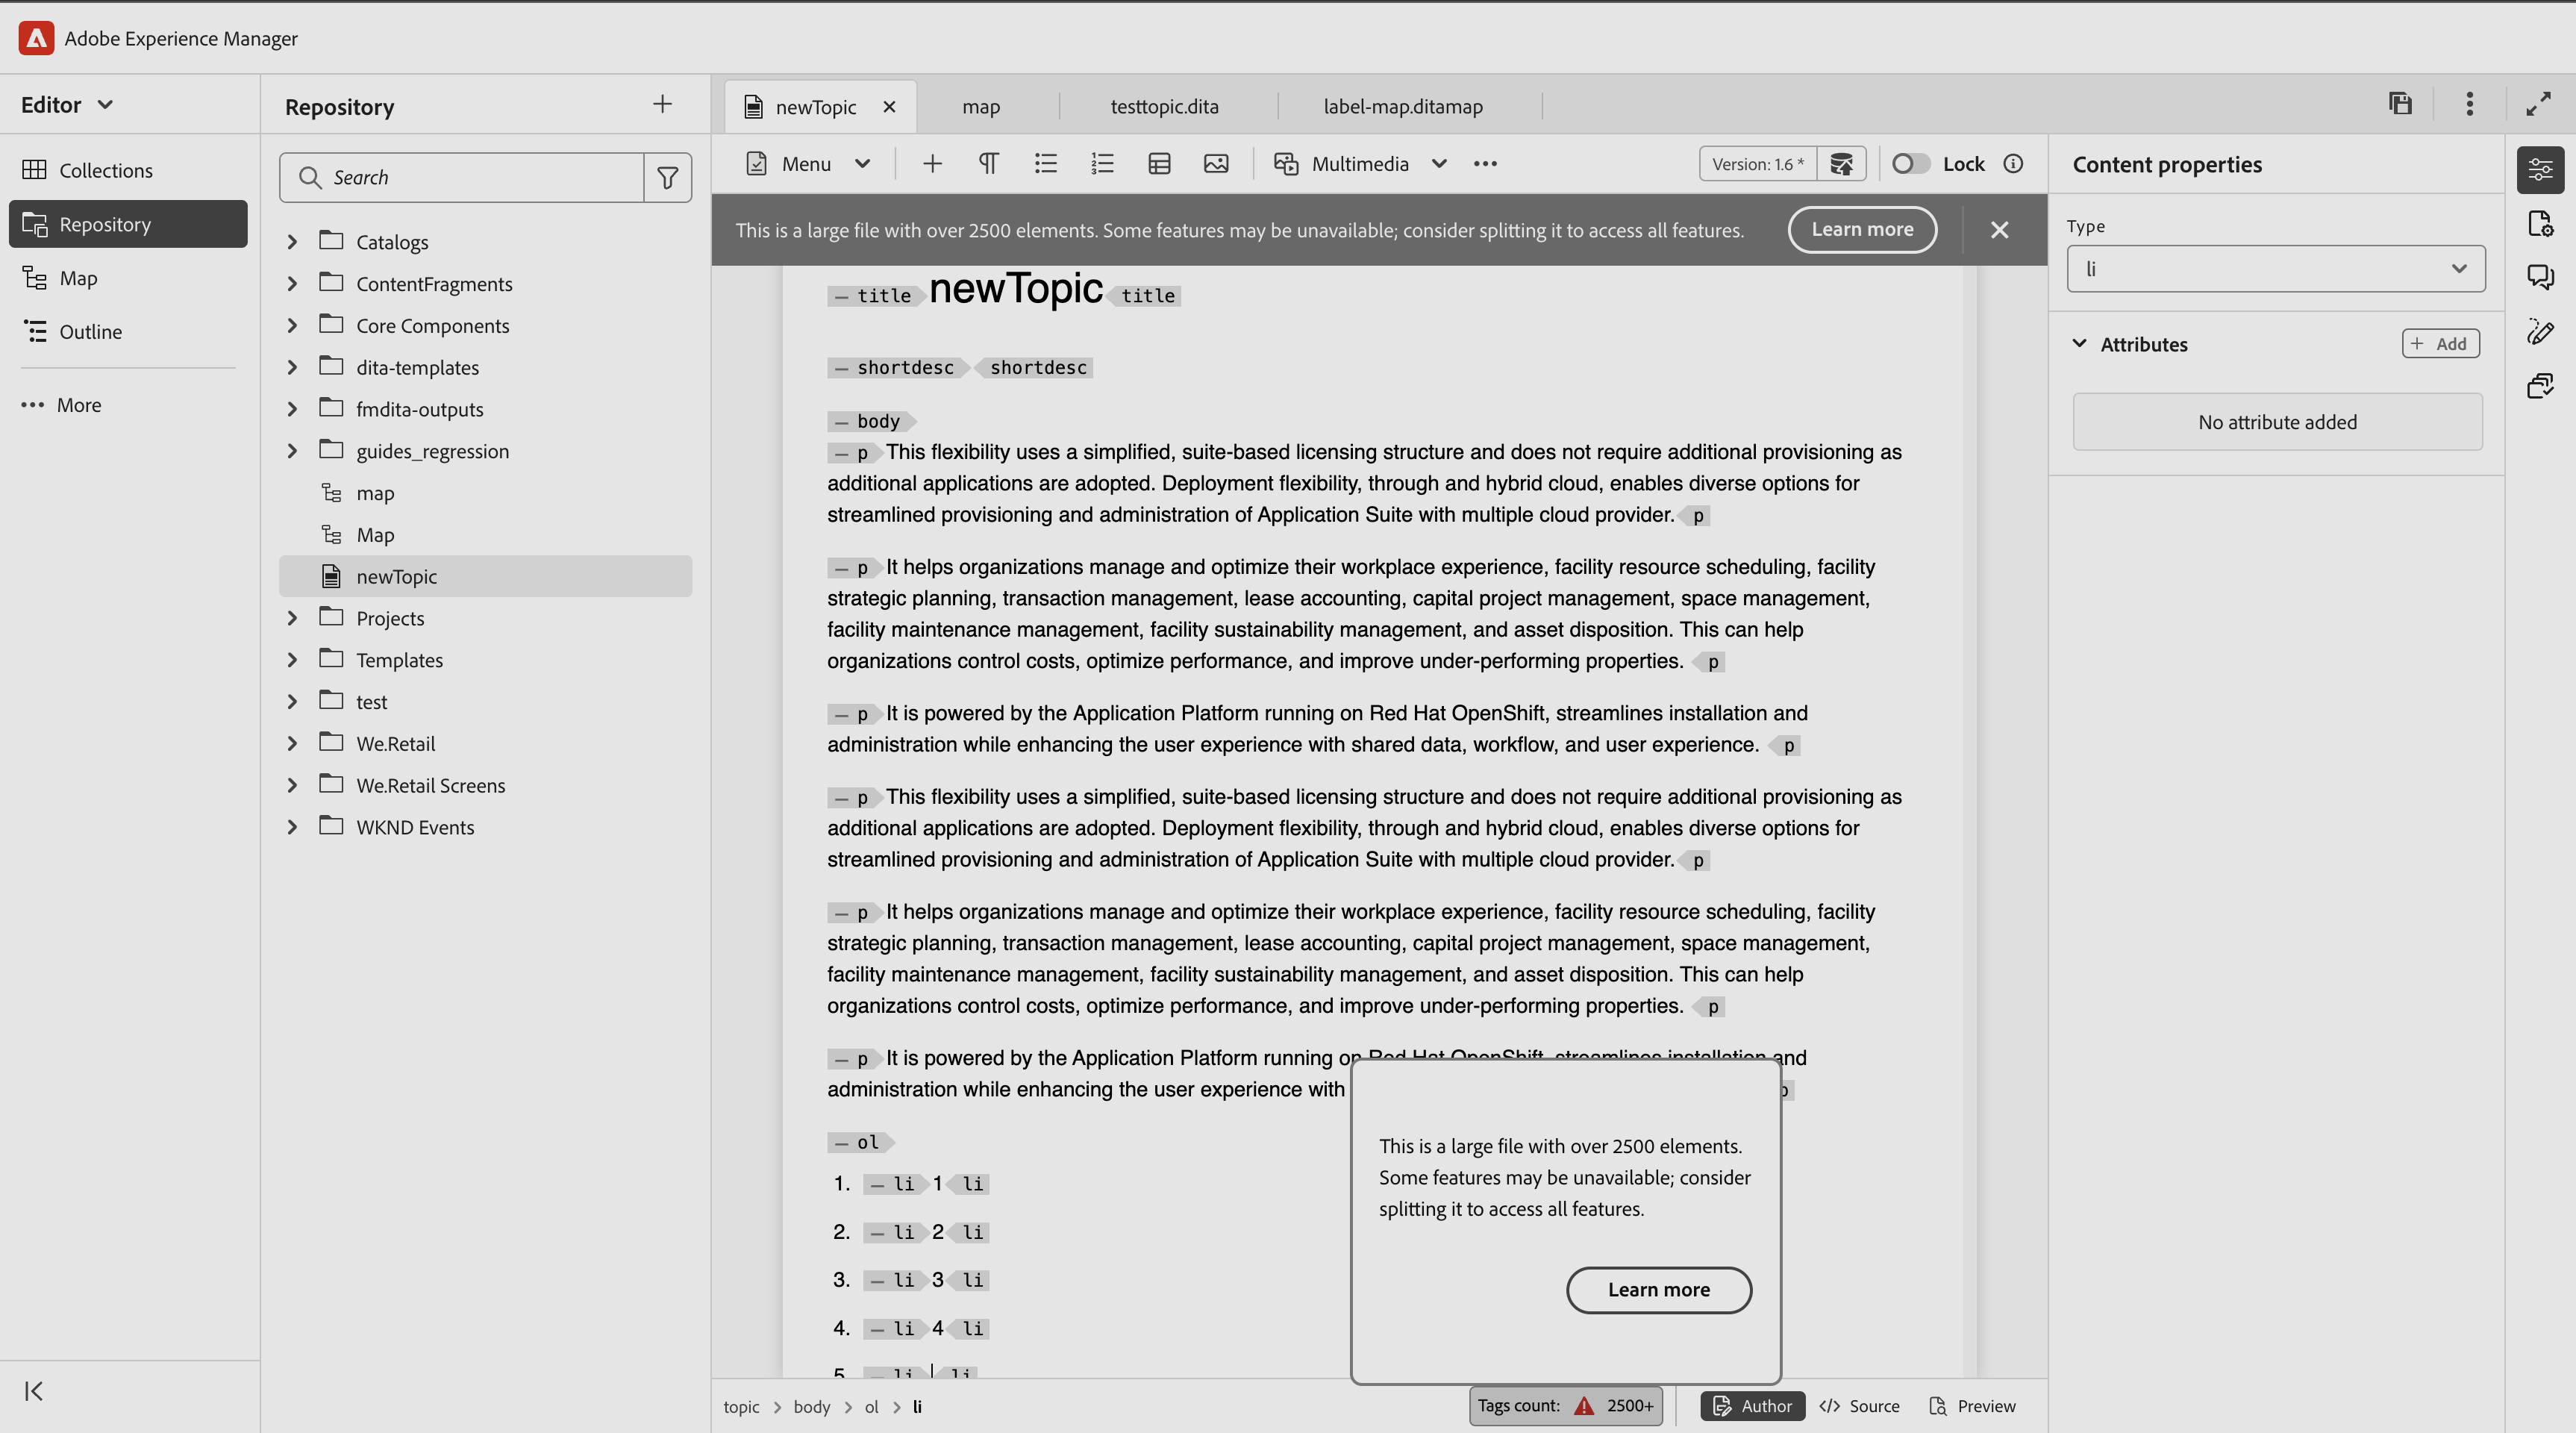 Adobe Experience Manager
Editor
Collections
Repository
Map
Outline
More
Repository
Search
Catalogs
ContentFragments
Core Components
dita-templates
fmdita-outputs
guides_regression
map
Map
newTopic
Projects
Templates
test
We.Retail
We.Retail Screens
WKND Events
newTopic
map
testtopic.dita
label-map.ditamap
Menu
Multimedia
Version: 1.6 *
Lock
This is a large file with over 2500 elements. Some features may be unavailable; consider splitting it to access all features.
Learn more
title newTopic title
shortdesc shortdesc
body
p This flexibility uses a simplified, suite-based licensing structure and does not require additional provisioning as
additional applications are adopted. Deployment flexibility, through and hybrid cloud, enables diverse options for
streamlined provisioning and administration of Application Suite with multiple cloud provider. p
p It helps organizations manage and optimize their workplace experience, facility resource scheduling, facility
strategic planning, transaction management, lease accounting, capital project management, space management,
facility maintenance management, facility sustainability management, and asset disposition. This can help
organizations control costs, optimize performance, and improve under-performing properties. p
p It is powered by the Application Platform running on Red Hat OpenShift, streamlines installation and
administration while enhancing the user experience with shared data, workflow, and user experience. p
p This flexibility uses a simplified, suite-based licensing structure and does not require additional provisioning as
additional applications are adopted. Deployment flexibility, through and hybrid cloud, enables diverse options for
streamlined provisioning and administration of Application Suite with multiple cloud provider. p
p It helps organizations manage and optimize their workplace experience, facility resource scheduling, facility
strategic planning, transaction management, lease accounting, capital project management, space management,
facility maintenance management, facility sustainability management, and asset disposition. This can help
organizations control costs, optimize performance, and improve under-performing properties. p
p It is powered by the Application Platform running on Red Hat OpenShift, streamlines installation and
administration while enhancing the user experience with p
ol
1. li 1 li
2. li 2 li
3. li 3 li
4. li 4 li
5. li li
This is a large file with over 2500 elements.
Some features may be unavailable; consider
splitting it to access all features.
Learn more
topic > body > ol > li
Tags count: 2500+
Author
Source
Preview
Content properties
Type
li
Attributes
+ Add
No attribute added